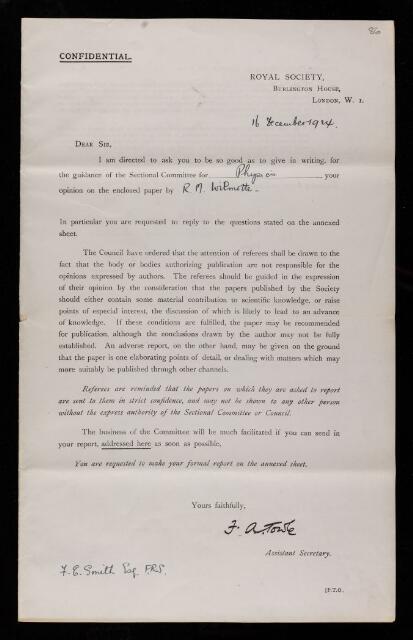 CONFIDENTIAL.
ROYAL SOCIETY,
BURLINGTON HOUSE,
LONDON, W. 1.
16 December 1924.
DEAR SIR,
I am directed to ask you to be so good as to give in writing, for
the guidance of the Sectional Committee for Physics your
opinion on the enclosed paper by R. M. Wilmotte.
In particular you are requested to reply to the questions stated on the annexed
sheet.
The Council have ordered that the attention of referees shall be drawn to the
fact that the body or bodies authorizing publication are not responsible for the
opinions expressed by authors. The referees should be guided in the expression
of their opinion by the consideration that the papers published by the Society
should either contain some material contribution to scientific knowledge, or raise
points of especial interest, the discussion of which is likely to lead to an advance
of knowledge. If these conditions are fulfilled, the paper may be recommended
for publication, although the conclusions drawn by the author may not be fully
established. An adverse report, on the other hand, may be given on the ground
that the paper is one elaborating points of detail, or dealing with matters which may
more suitably be published through other channels.
Referees are reminded that the papers on which they are asked to report
are sent to them in strict confidence, and may not be shown to any other person
without the express authority of the Sectional Committee or Council.
The business of the Committee will be much facilitated if you can send in
your report, addressed here as soon as possible.
You are requested to make your formal report on the annexed sheet.
Yours faithfully,
F. A. Towle
Assistant Secretary.
F. E. Smith Esq. F.R.S.
[P.T.O.